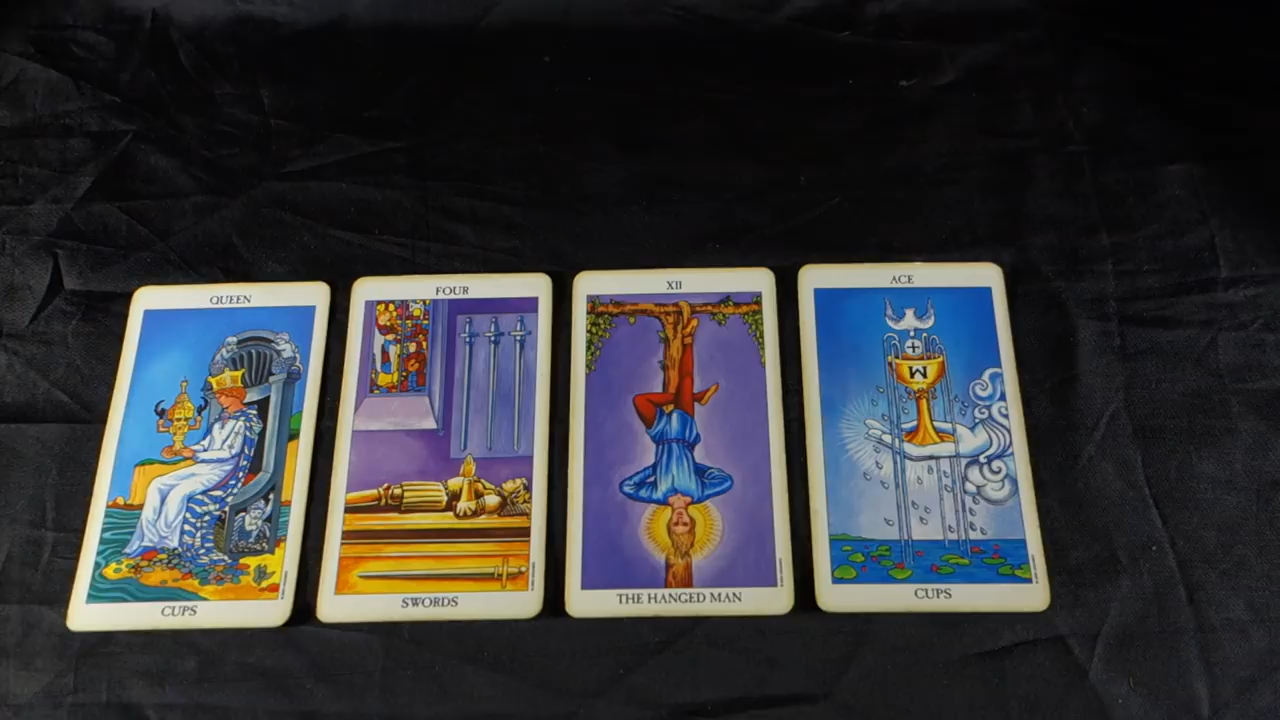 QUEEN
CUPS
FOUR
SWORDS
XII
THE HANGED MAN
ACE
W
CUPS